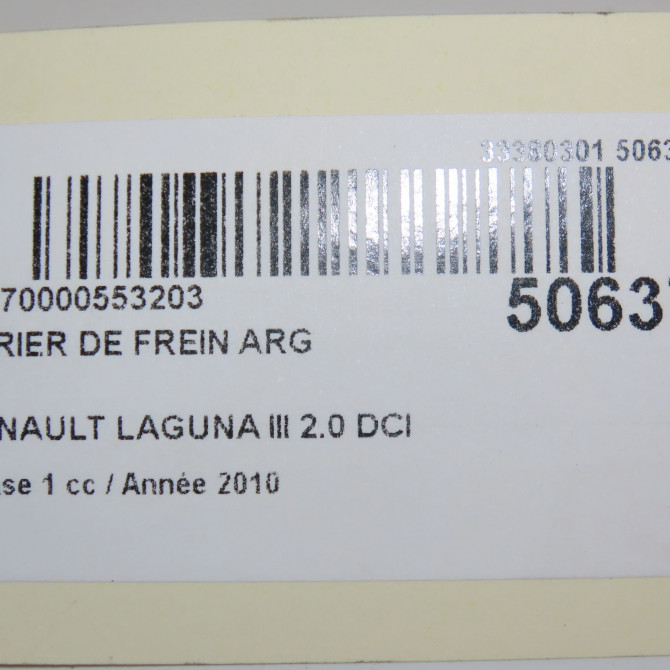 33380301 5063
70000553203
5063
RIER DE FREIN ARG
NAULT LAGUNA III 2.0 DCI
se 1 cc / Année 2010